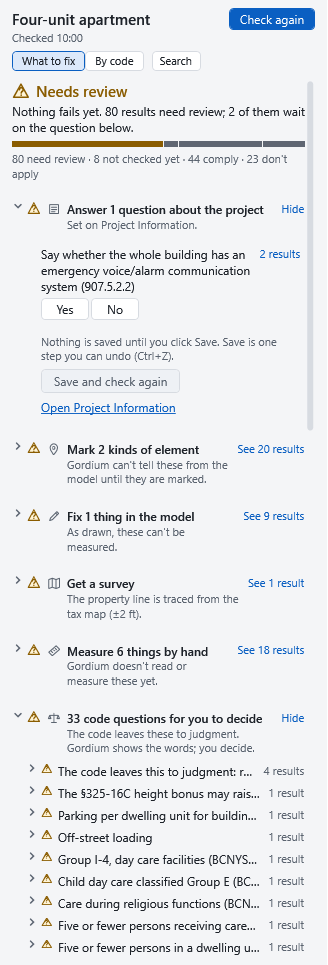 Four-unit apartment
Check again
Checked 10:00
What to fix
By code
Search
Needs review
Nothing fails yet. 80 results need review; 2 of them wait
on the question below.
80 need review · 8 not checked yet · 44 comply · 23 don't
apply
Answer 1 question about the project
Hide
Set on Project Information.
Say whether the whole building has an
2 results
emergency voice/alarm communication
system (907.5.2.2)
Yes
No
Nothing is saved until you click Save. Save is one
step you can undo (Ctrl+Z).
Save and check again
Open Project Information
Mark 2 kinds of element
See 20 results
Gordium can't tell these from the
model until they are marked.
Fix 1 thing in the model
See 9 results
As drawn, these can't be
measured.
Get a survey
See 1 result
The property line is traced from the
tax map (±2 ft).
Measure 6 things by hand
See 18 results
Gordium doesn't read or
measure these yet.
33 code questions for you to decide
Hide
The code leaves these to judgment.
Gordium shows the words; you decide.
The code leaves this to judgment: r...
4 results
The §325-16C height bonus may rais...
1 result
Parking per dwelling unit for buildin...
1 result
Off-street loading
1 result
Group I-4, day care facilities (BCNYS...
1 result
Child day care classified Group E (BC...
1 result
Care during religious functions (BCN...
1 result
Five or fewer persons receiving care...
1 result
Five or fewer persons in a dwelling u...
1 result